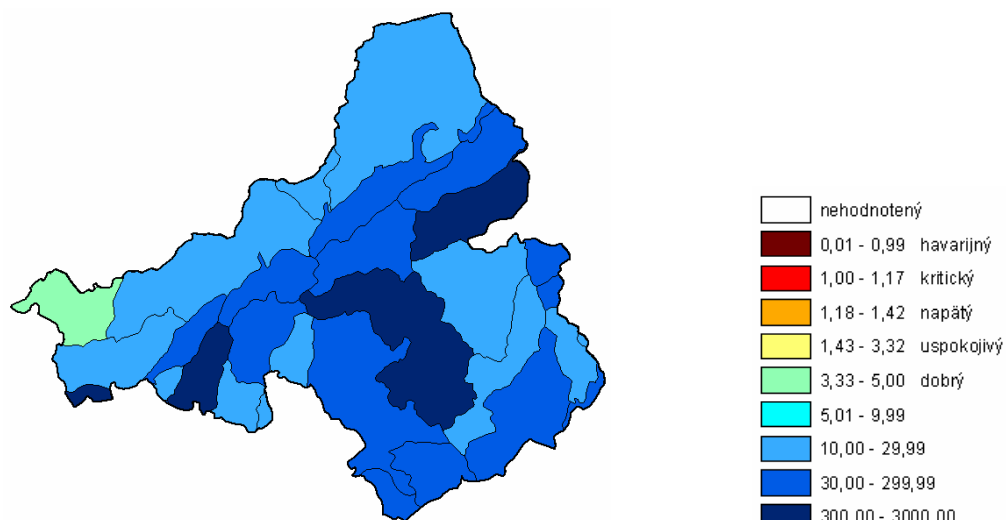 nehodnotený
0,01 - 0,99 havarijný
1,00 - 1,17 kritický
1,18 - 1,42 napätý
1,43 - 3,32 uspokojivý
3,33 - 5,00 dobrý
5,01 - 9,99
10,00 - 29,99
30,00 - 299,99
300,00 - 3000,00